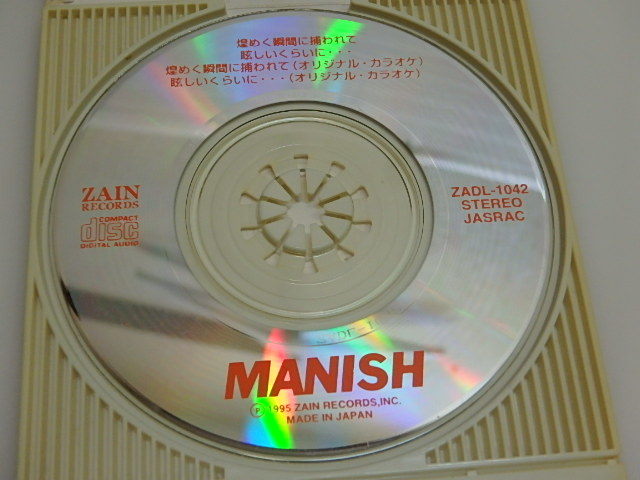 煌めく瞬間に捕われて
眩しいくらいに・・・
煌めく瞬間に捕われて(オリジナル・カラオケ)
眩しいくらいに・・・(オリジナル・カラオケ)
ZAIN
RECORDS
COMPACT
disc
DIGITAL AUDIO
ZADL-1042
STEREO
JASRAC
MANISH
Ⓟ 1995 ZAIN RECORDS,INC.
MADE IN JAPAN